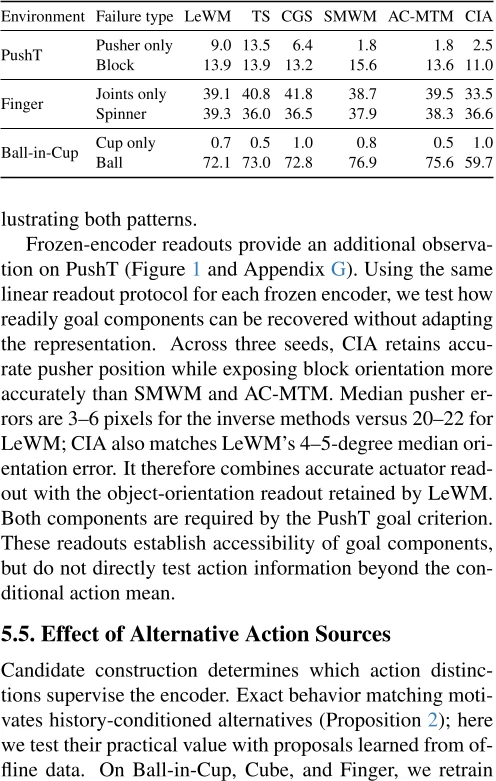 Environment Failure type LeWM TS CGS SMWM AC-MTM CIA
PushT
Pusher only 9.0 13.5 6.4 1.8 1.8 2.5
Block 13.9 13.9 13.2 15.6 13.6 11.0
Finger
Joints only 39.1 40.8 41.8 38.7 39.5 33.5
Spinner 39.3 36.0 36.5 37.9 38.3 36.6
Ball-in-Cup
Cup only 0.7 0.5 1.0 0.8 0.5 1.0
Ball 72.1 73.0 72.8 76.9 75.6 59.7
lustrating both patterns.
Frozen-encoder readouts provide an additional observa-
tion on PushT (Figure 1 and Appendix G). Using the same
linear readout protocol for each frozen encoder, we test how
readily goal components can be recovered without adapting
the representation. Across three seeds, CIA retains accu-
rate pusher position while exposing block orientation more
accurately than SMWM and AC-MTM. Median pusher er-
rors are 3–6 pixels for the inverse methods versus 20–22 for
LeWM; CIA also matches LeWM's 4–5-degree median ori-
entation error. It therefore combines accurate actuator read-
out with the object-orientation readout retained by LeWM.
Both components are required by the PushT goal criterion.
These readouts establish accessibility of goal components,
but do not directly test action information beyond the con-
ditional action mean.
5.5. Effect of Alternative Action Sources
Candidate construction determines which action distinc-
tions supervise the encoder. Exact behavior matching moti-
vates history-conditioned alternatives (Proposition 2); here
we test their practical value with proposals learned from of-
fline data. On Ball-in-Cup, Cube, and Finger, we retrain